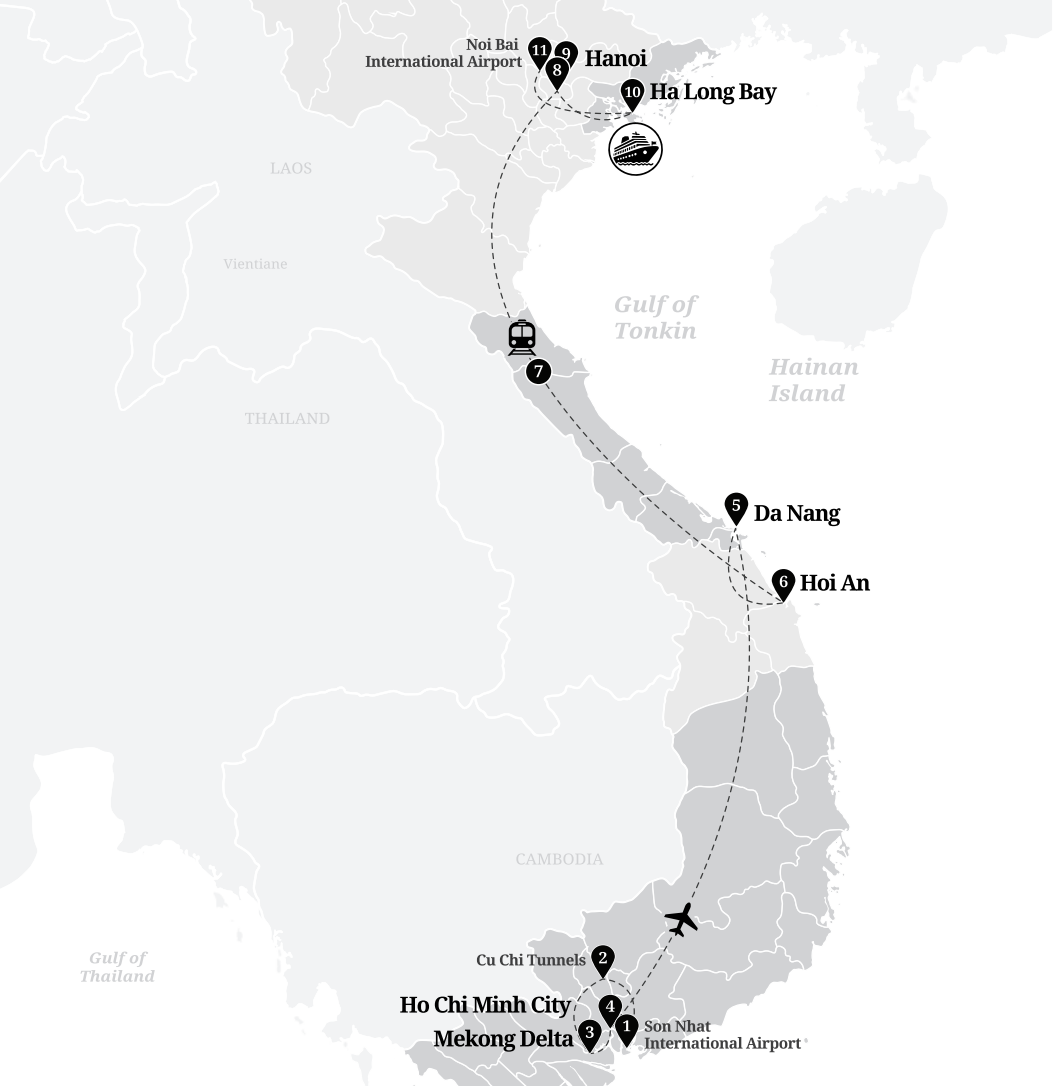 Noi Bai
International Airport
11
9
8
Hanoi
10
Ha Long Bay
LAOS
Vientiane
Gulf of
Tonkin
7
Hainan
Island
THAILAND
5
Da Nang
6
Hoi An
CAMBODIA
Gulf of
Thailand
Cu Chi Tunnels
2
Ho Chi Minh City
4
Mekong Delta
3
1
Son Nhat
International Airport